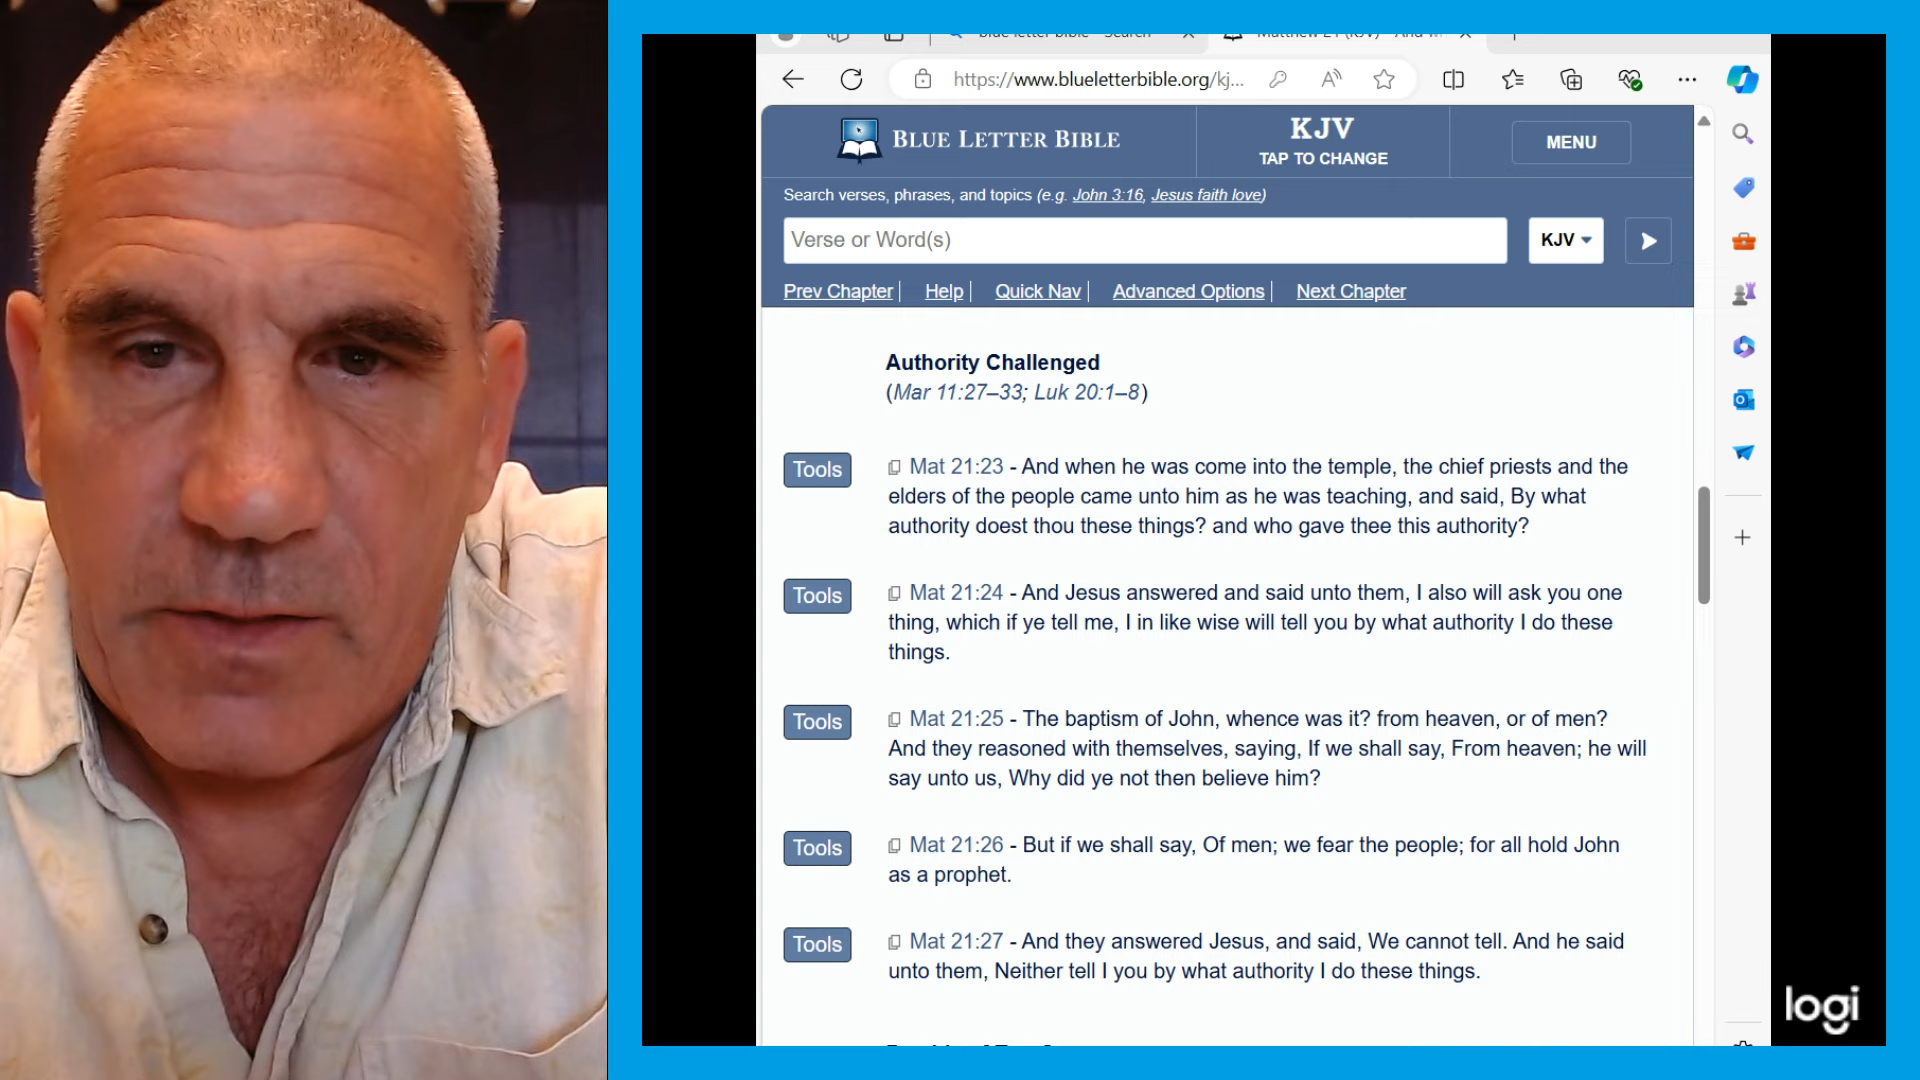 https://www.blueletterbible.org/kj...
BLUE LETTER BIBLE
KJV
TAP TO CHANGE
MENU
Search verses, phrases, and topics (e.g. John 3:16, Jesus faith love)
Verse or Word(s)
KJV
Prev Chapter | Help | Quick Nav | Advanced Options | Next Chapter
Authority Challenged
(Mar 11:27–33; Luk 20:1–8)
Tools
Mat 21:23 - And when he was come into the temple, the chief priests and the
elders of the people came unto him as he was teaching, and said, By what
authority doest thou these things? and who gave thee this authority?
Tools
Mat 21:24 - And Jesus answered and said unto them, I also will ask you one
thing, which if ye tell me, I in like wise will tell you by what authority I do these
things.
Tools
Mat 21:25 - The baptism of John, whence was it? from heaven, or of men?
And they reasoned with themselves, saying, If we shall say, From heaven; he will
say unto us, Why did ye not then believe him?
Tools
Mat 21:26 - But if we shall say, Of men; we fear the people; for all hold John
as a prophet.
Tools
Mat 21:27 - And they answered Jesus, and said, We cannot tell. And he said
unto them, Neither tell I you by what authority I do these things.
logi